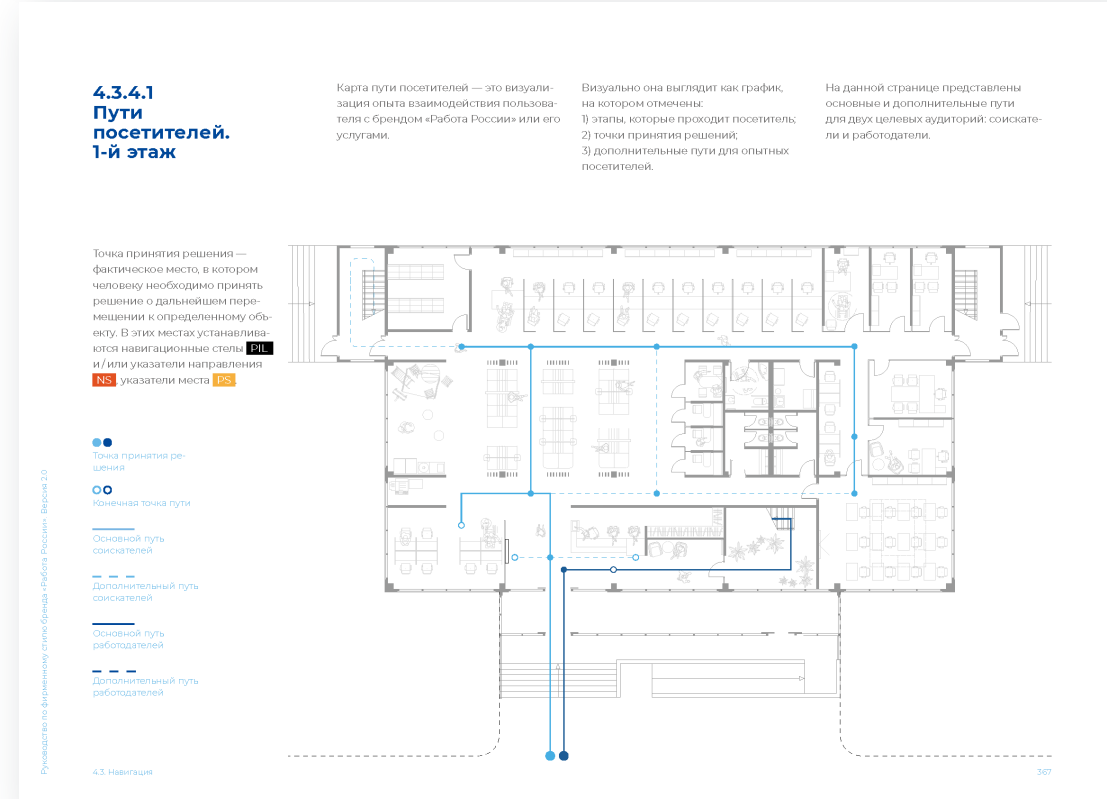 4.3.4.1
Пути
посетителей.
1-й этаж
Карта пути посетителей — это визуали-
зация опыта взаимодействия пользова-
теля с брендом «Работа России» или его
услугами.
Визуально она выглядит как график,
на котором отмечены:
1) этапы, которые проходит посетитель;
2) точки принятия решений;
3) дополнительные пути для опытных
посетителей.
На данной странице представлены
основные и дополнительные пути
для двух целевых аудиторий: соискате-
ли и работодатели.
Точка принятия решения —
фактическое место, в котором
человеку необходимо принять
решение о дальнейшем пере-
мещении к определенному объ-
екту. В этих местах устанавлива-
ются навигационные стелы PIL
и/или указатели направления
NS, указатели места PS.
Точка принятия ре-
шения
Конечная точка пути
Основной путь
соискателей
Дополнительный путь
соискателей
Основной путь
работодателей
Дополнительный путь
работодателей
Руководство по фирменному стилю бренда «Работа России». Версия 2.0
4.3. Навигация
367